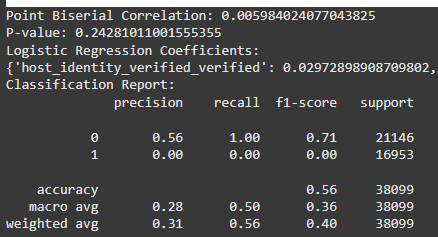 Point Biserial Correlation: 0.005984024077043825
P-value: 0.24281011001555355
Logistic Regression Coefficients:
{'host_identity_verified_verified': 0.02972898908709802,
Classification Report:
precision recall f1-score support
0 0.56 1.00 0.71 21146
1 0.00 0.00 0.00 16953
accuracy 0.56 38099
macro avg 0.28 0.50 0.36 38099
weighted avg 0.31 0.56 0.40 38099